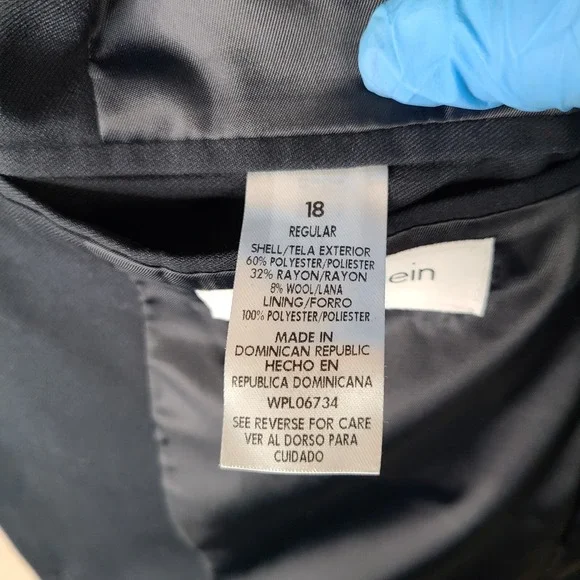 18
REGULAR
SHELL/TELA EXTERIOR
60% POLYESTER/POLIESTER
32% RAYON/RAYON
8% WOOL/LANA
LINING/FORRO
100% POLYESTER/POLIESTER
MADE IN
DOMINICAN REPUBLIC
HECHO EN
REPUBLICA DOMINICANA
WPL06734
SEE REVERSE FOR CARE
VER AL DORSO PARA
CUIDADO
ein